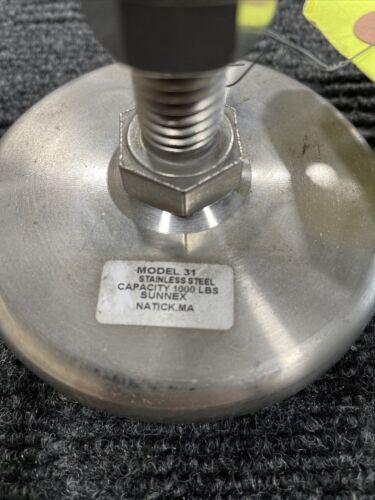 MODEL 31
STAINLESS STEEL
CAPACITY 1000 LBS
SUNNEX
NATICK,MA